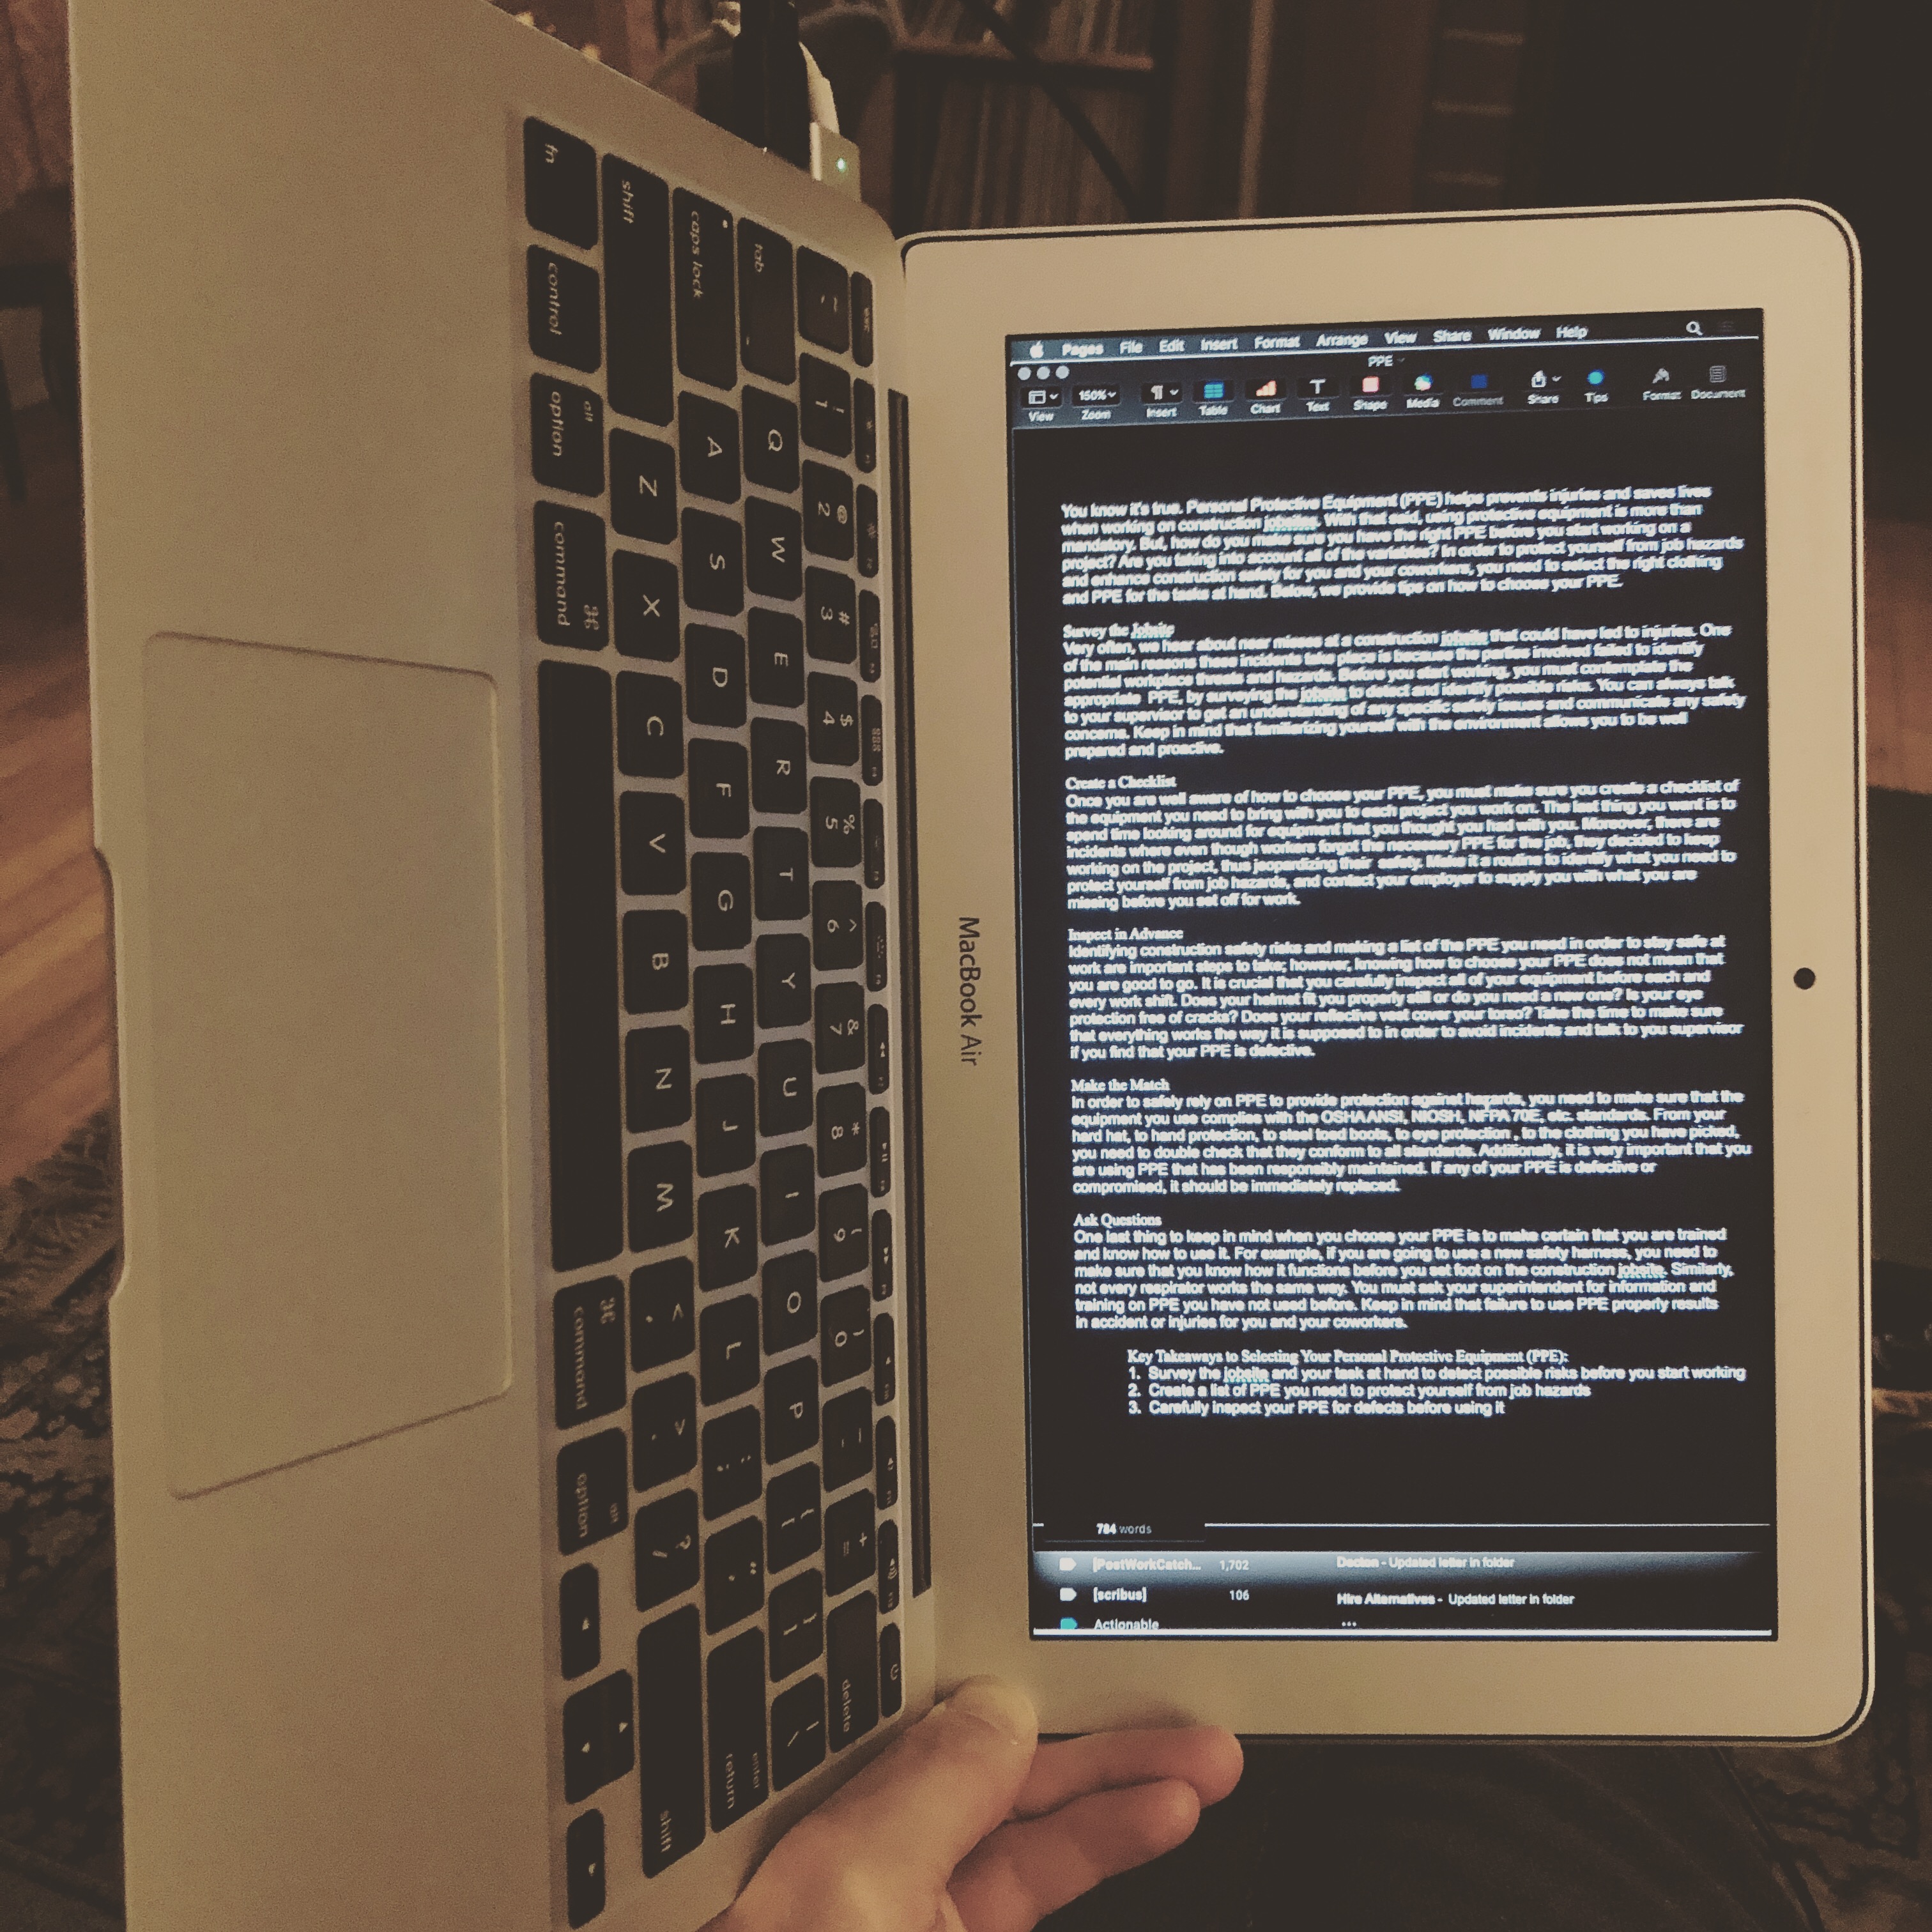 Pages File Edit Insert Format Arrange View Share Window Help
PPE
150%
View Zoom Insert Table Chart Text Shape Media Comment Share Tips Format Document
You know it's true. Personal Protective Equipment (PPE) helps prevents injuries and saves lives
when working on construction jobsites. With that said, using protective equipment is more than
mandatory. But, how do you make sure you have the right PPE before you start working on a
project? Are you taking into account all of the variables? In order to protect yourself from job hazards
and enhance construction safety for you and your coworkers, you need to select the right clothing
and PPE for the tasks at hand. Below, we provide tips on how to choose your PPE.
Survey the Jobsite
Very often, we hear about near misses at a construction jobsite that could have led to injuries. One
of the main reasons these incidents take place is because the parties involved failed to identify
potential workplace threats and hazards. Before you start working, you must contemplate the
appropriate PPE, by surveying the jobsite to detect and identify possible risks. You can always talk
to your supervisor to get an understanding of any specific safety issues and communicate any safety
concerns. Keep in mind that familiarizing yourself with the environment allows you to be well
prepared and proactive.
Create a Checklist
Once you are well aware of how to choose your PPE, you must make sure you create a checklist of
the equipment you need to bring with you to each project you work on. The last thing you want is to
spend time looking around for equipment that you thought you had with you. Moreover, there are
incidents where even though workers forgot the necessary PPE for the job, they decided to keep
working on the project, thus jeopardizing their safety. Make it a routine to identify what you need to
protect yourself from job hazards, and contact your employer to supply you with what you are
missing before you set off for work.
Inspect in Advance
Identifying construction safety risks and making a list of the PPE you need in order to stay safe at
work are important steps to take; however, knowing how to choose your PPE does not mean that
you are good to go. It is crucial that you carefully inspect all of your equipment before each and
every work shift. Does your helmet fit you properly still or do you need a new one? Is your eye
protection free of cracks? Does your reflective vest cover your torso? Take the time to make sure
that everything works the way it is supposed to in order to avoid incidents and talk to you supervisor
if you find that your PPE is defective.
Make the Match
In order to safely rely on PPE to provide protection against hazards, you need to make sure that the
equipment you use complies with the OSHA ANSI, NIOSH, NFPA 70E, etc. standards. From your
hard hat, to hand protection, to steel toed boots, to eye protection , to the clothing you have picked,
you need to double check that they conform to all standards. Additionally, it is very important that you
are using PPE that has been responsibly maintained. If any of your PPE is defective or
compromised, it should be immediately replaced.
Ask Questions
One last thing to keep in mind when you choose your PPE is to make certain that you are trained
and know how to use it. For example, if you are going to use a new safety harness, you need to
make sure that you know how it functions before you set foot on the construction jobsite. Similarly,
not every respirator works the same way. You must ask your superintendent for information and
training on PPE you have not used before. Keep in mind that failure to use PPE properly results
in accident or injuries for you and your coworkers.
Key Takeaways to Selecting Your Personal Protective Equipment (PPE):
1. Survey the jobsite and your task at hand to detect possible risks before you start working
2. Create a list of PPE you need to protect yourself from job hazards
3. Carefully inspect your PPE for defects before using it
784 words
[PostWorkCatch... 1,702 Decton - Updated letter in folder
[scribus] 106 Hire Alternatives - Updated letter in folder
Actionable ...
MacBook Air
esc
~ ! 1 @ 2 # 3 $ 4 % 5 ^ 6 & 7 * 8 ( 9 ) 0 _ - + = delete
tab Q W E R T Y U I O P { [ } ] | \
caps lock A S D F G H J K L : ; " ' enter return
shift Z X C V B N M < , > . ? / shift
fn control alt option command ⌘ ⌘ command alt option